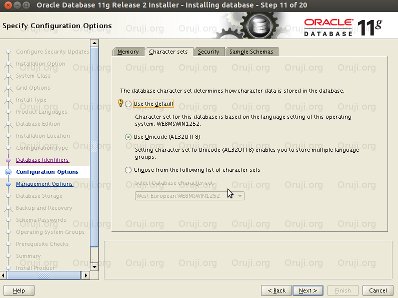 Oracle Database 11g Release 2 Installer - Installing database - Step 11 of 20
Specify Configuration Options
ORACLE
DATABASE
11g
Configure Security Updates
Installation Option
System Class
Grid Options
Install Type
Product Languages
Database Edition
Installation Location
Configuration Type
Database Identifiers
Configuration Options
Management Options
Database Storage
Backup and Recovery
Schema Passwords
Operating System Groups
Prerequisite Checks
Summary
Install Product
Memory
Character sets
Security
Sample Schemas
The database character set determines how character data is stored in the database.
Use the default
Character set for this database is based on the language setting of this operating
system: WE8MSWIN1252.
Use Unicode (AL32UTF8)
Setting character set to Unicode (AL32UTF8) enables you to store multiple language
groups.
Choose from the following list of character sets
Select Database character set:
West European WE8MSWIN1252
Help
< Back
Next >
Finish
Cancel
Oruji.org